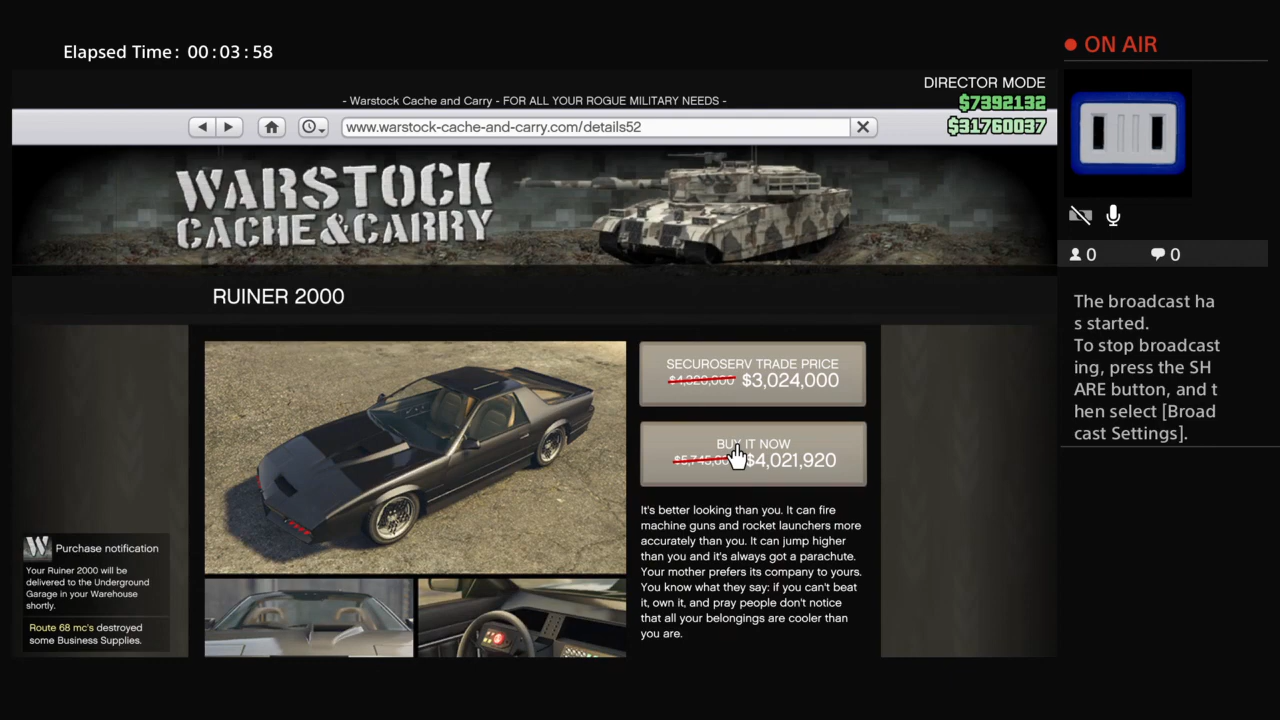 Elapsed Time: 00:03:58
ON AIR
DIRECTOR MODE
$7392132
$31760037
- Warstock Cache and Carry - FOR ALL YOUR ROGUE MILITARY NEEDS -
www.warstock-cache-and-carry.com/details52
WARSTOCK
CACHE&CARRY
0 0
RUINER 2000
The broadcast ha
s started.
To stop broadcast
ing, press the SH
ARE button, and t
hen select [Broad
cast Settings].
SECUROSERV TRADE PRICE
$3,024,000
BUY IT NOW
$4,021,920
It's better looking than you. It can fire
machine guns and rocket launchers more
accurately than you. It can jump higher
than you and it's always got a parachute.
Your mother prefers its company to yours.
You know what they say: if you can't beat
it, own it, and pray people don't notice
that all your belongings are cooler than
you are.
W Purchase notification
Your Ruiner 2000 will be
delivered to the Underground
Garage in your Warehouse
shortly.
Route 68 mc's destroyed
some Business Supplies.